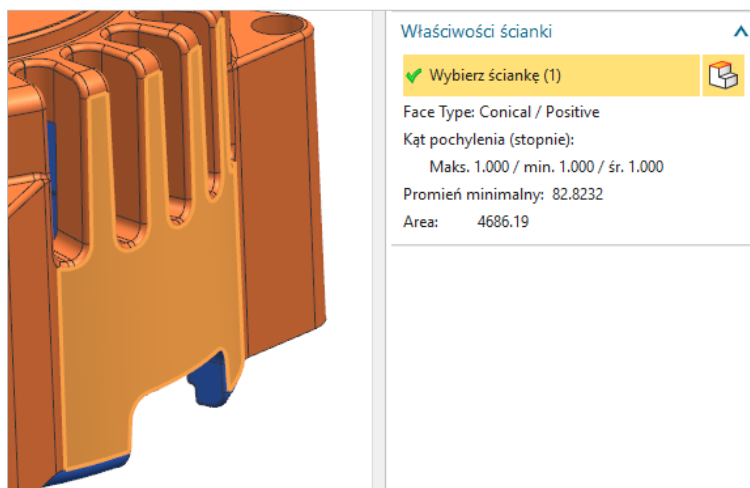 Właściwości ścianki
Wybierz ściankę (1)
Face Type: Conical / Positive
Kąt pochylenia (stopnie):
Maks. 1.000 / min. 1.000 / śr. 1.000
Promień minimalny: 82.8232
Area: 4686.19